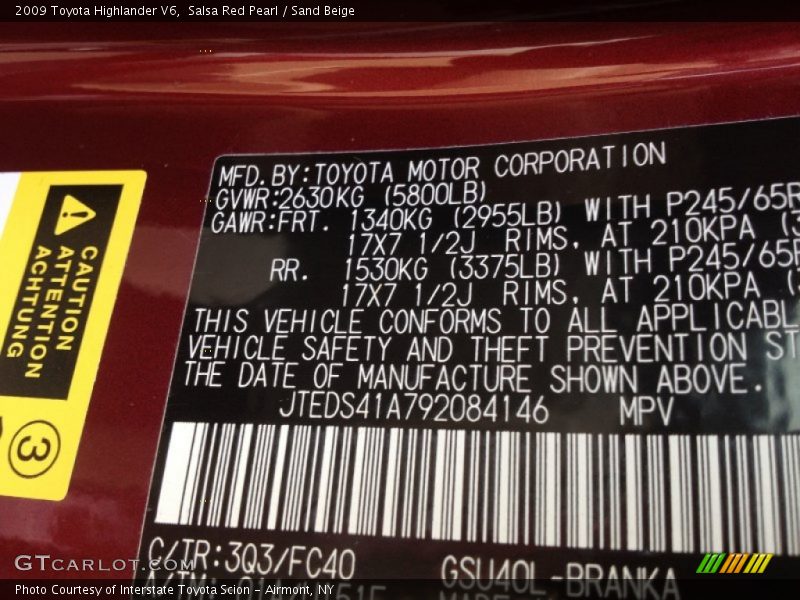 2009 Toyota Highlander V6, Salsa Red Pearl / Sand Beige
CAUTION
ATTENTION
ACHTUNG
3
MFD. BY: TOYOTA MOTOR CORPORATION
GVWR: 2630KG (5800LB)
GAWR: FRT. 1340KG (2955LB) WITH P245/65R
17X7 1/2J RIMS, AT 210KPA (3
RR. 1530KG (3375LB) WITH P245/65R
17X7 1/2J RIMS, AT 210KPA (
THIS VEHICLE CONFORMS TO ALL APPLICABL
VEHICLE SAFETY AND THEFT PREVENTION ST
THE DATE OF MANUFACTURE SHOWN ABOVE.
JTEDS41A792084146 MPV
C/TR: 3Q3/FC40 GSU40L-BRANKA
GTCARLOT.COM
Photo Courtesy of Interstate Toyota Scion - Airmont, NY